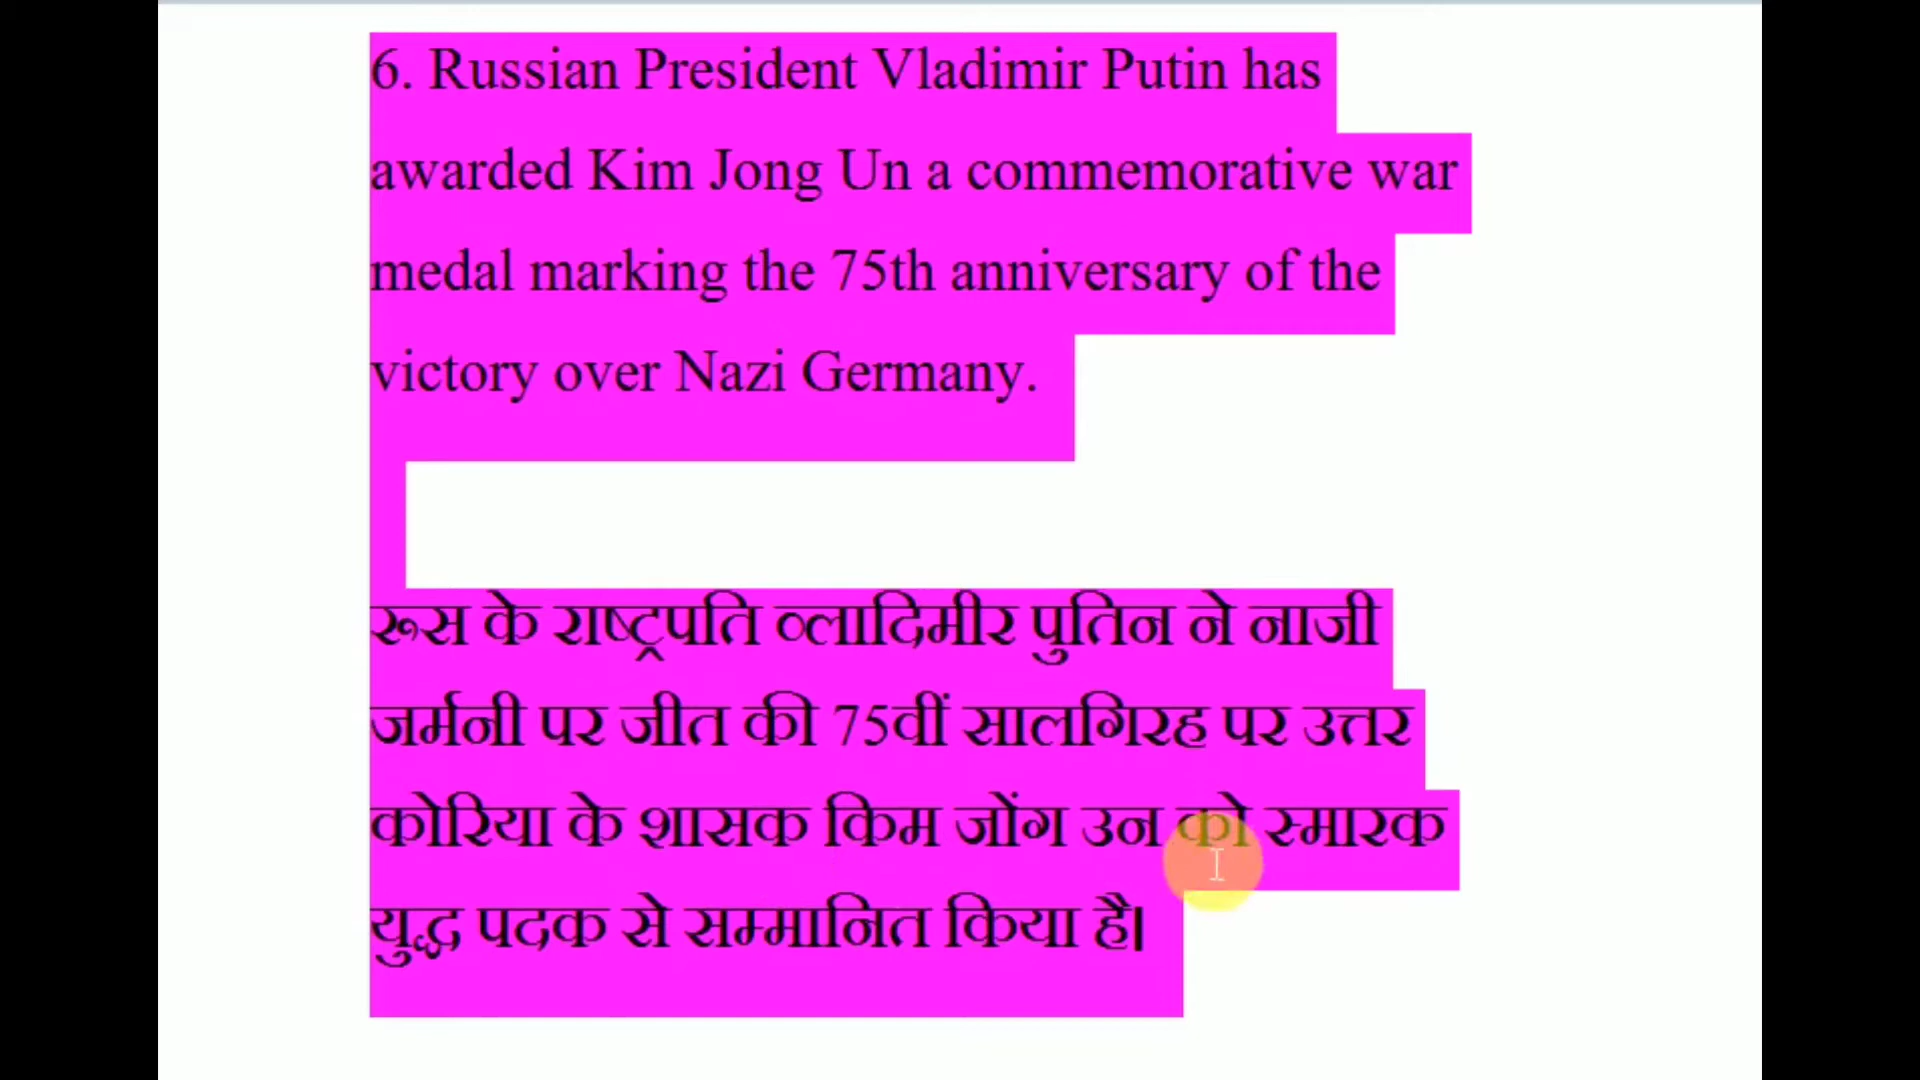 6. Russian President Vladimir Putin has
awarded Kim Jong Un a commemorative war
medal marking the 75th anniversary of the
victory over Nazi Germany.
रूस के राष्ट्रपति व्लादिमीर पुतिन ने नाजी
जर्मनी पर जीत की 75वीं सालगिरह पर उत्तर
कोरिया के शासक किम जोंग उन को स्मारक
युद्ध पदक से सम्मानित किया है।